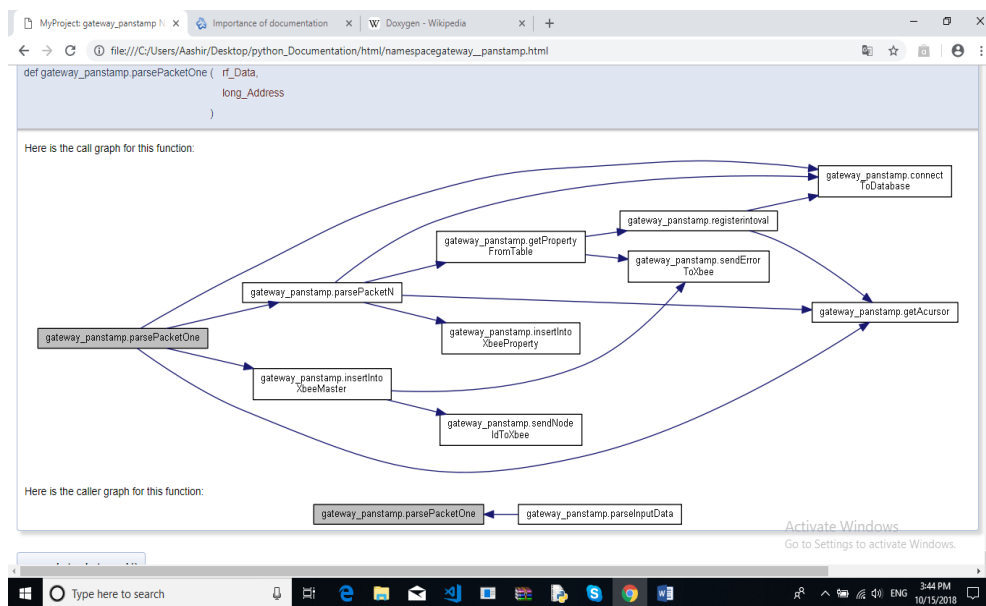 MyProject: gateway_panstamp N
Importance of documentation
W Doxygen - Wikipedia
file:///C:/Users/Aashir/Desktop/python_Documentation/html/namespacegateway__panstamp.html
def gateway_panstamp.parsePacketOne ( rf_Data,
long_Address
)
Here is the call graph for this function:
gateway_panstamp.connect
ToDatabase
gateway_panstamp.registerintoval
gateway_panstamp.getProperty
FromTable
gateway_panstamp.sendError
ToXbee
gateway_panstamp.parsePacketN
gateway_panstamp.getAcursor
gateway_panstamp.insertInto
XbeeProperty
gateway_panstamp.parsePacketOne
gateway_panstamp.insertInto
XbeeMaster
gateway_panstamp.sendNode
IdToXbee
Here is the caller graph for this function:
gateway_panstamp.parsePacketOne
gateway_panstamp.parseInputData
Activate Windows
Go to Settings to activate Windows.
Type here to search
ENG
3:44 PM
10/15/2018